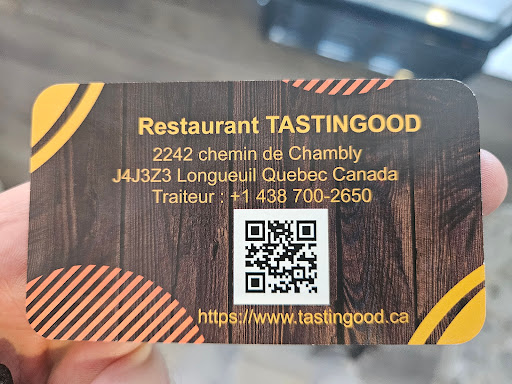 Restaurant TASTINGOOD
2242 chemin de Chambly
J4J3Z3 Longueuil Quebec Canada
Traiteur : +1 438 700-2650
https://www.tastingood.ca